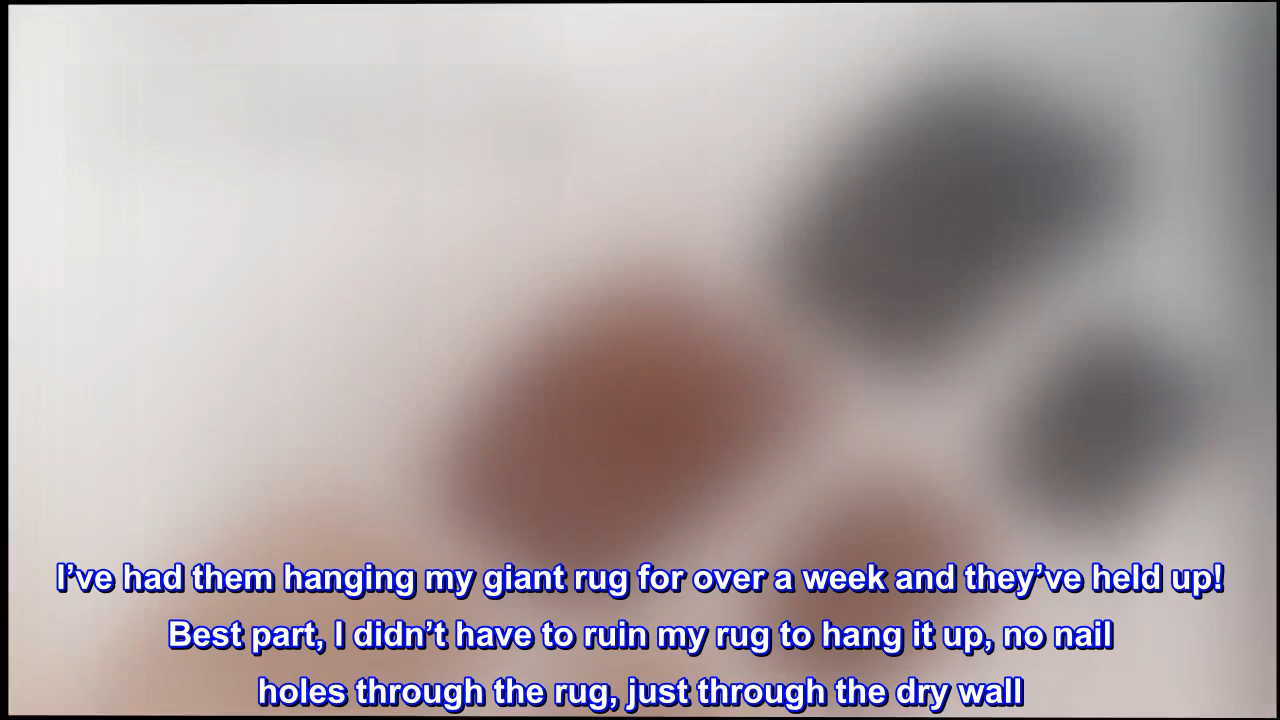 I’ve had them hanging my giant rug for over a week and they’ve held up!
Best part, I didn’t have to ruin my rug to hang it up, no nail
holes through the rug, just through the dry wall